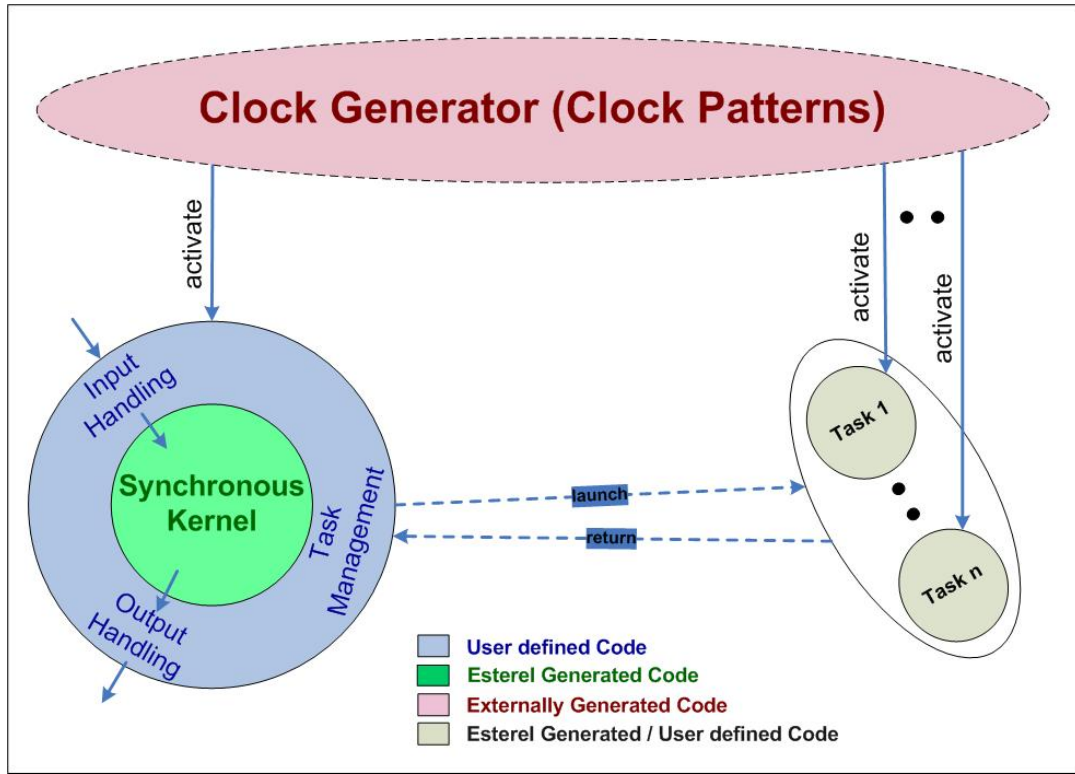 Clock Generator (Clock Patterns)
activate
activate
activate
Input
Handling
Synchronous
Kernel
Task
Management
Output
Handling
launch
return
Task 1
Task n
User defined Code
Esterel Generated Code
Externally Generated Code
Esterel Generated / User defined Code